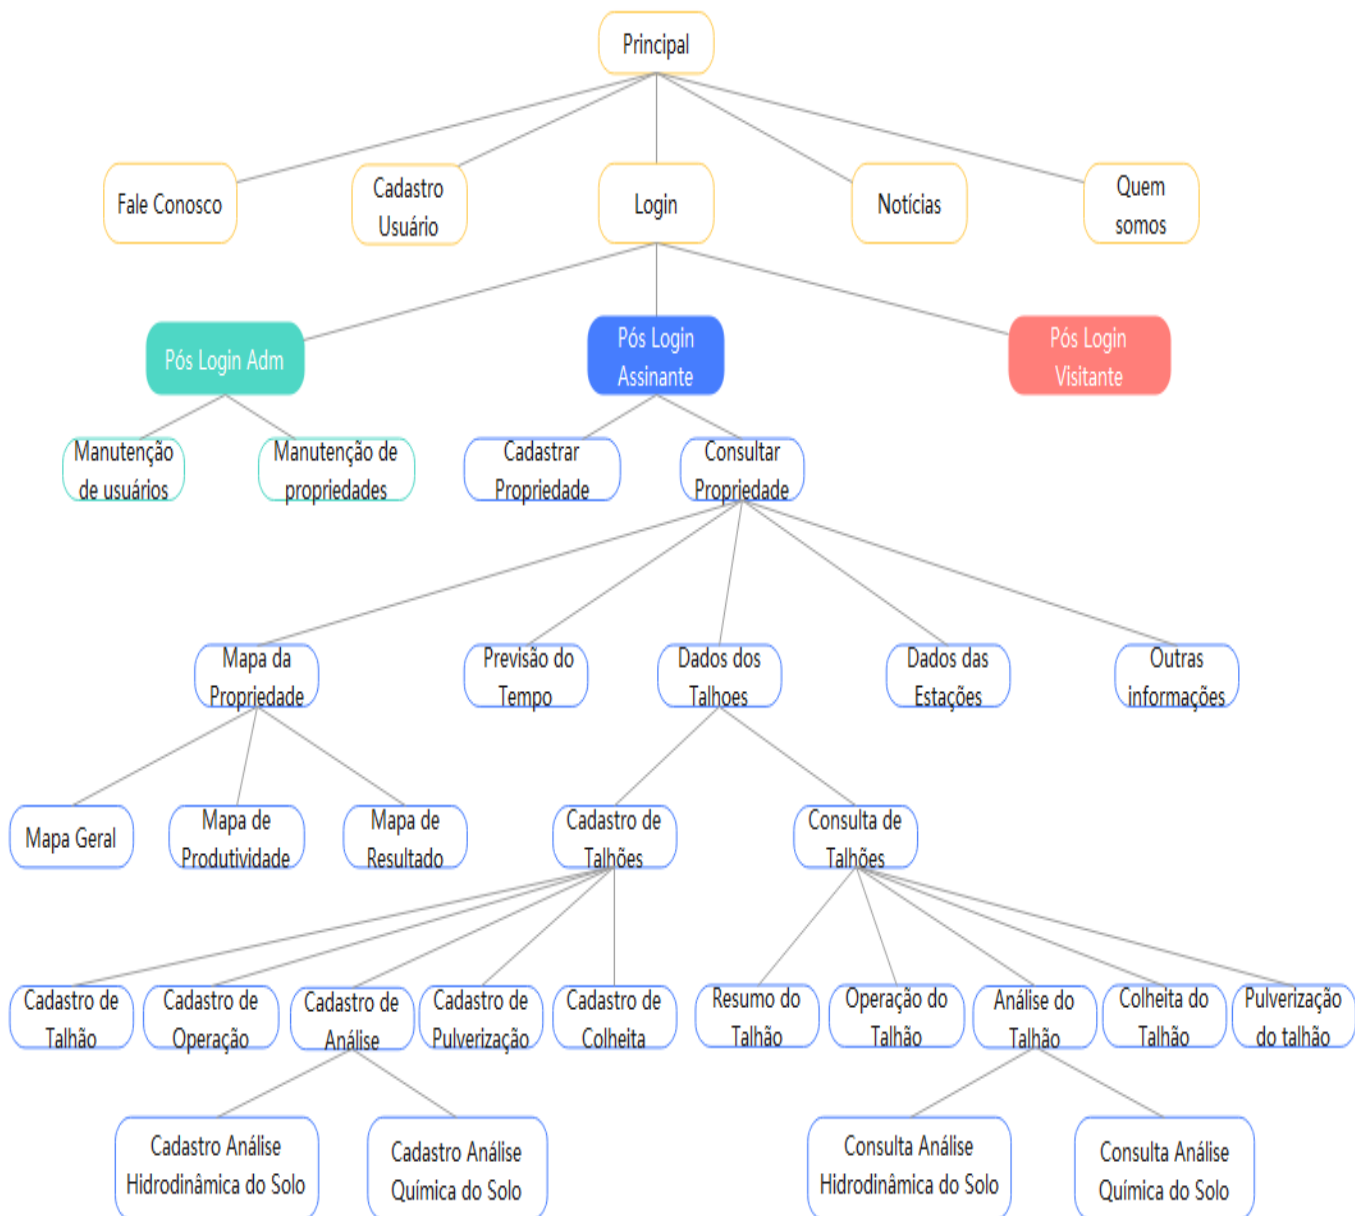 Principal
Fale Conosco
Cadastro
Usuário
Login
Notícias
Quem
somos
Pós Login Adm
Pós Login
Assinante
Pós Login
Visitante
Manutenção
de usuários
Manutenção de
propriedades
Cadastrar
Propriedade
Consultar
Propriedade
Mapa da
Propriedade
Previsão do
Tempo
Dados dos
Talhoes
Dados das
Estações
Outras
informações
Mapa Geral
Mapa de
Produtividade
Mapa de
Resultado
Cadastro de
Talhões
Consulta de
Talhões
Cadastro de
Talhão
Cadastro de
Operação
Cadastro de
Análise
Cadastro de
Pulverização
Cadastro de
Colheita
Resumo do
Talhão
Operação do
Talhão
Análise do
Talhão
Colheita do
Talhão
Pulverização
do talhão
Cadastro Análise
Hidrodinâmica do Solo
Cadastro Análise
Química do Solo
Consulta Análise
Hidrodinâmica do Solo
Consulta Análise
Química do Solo